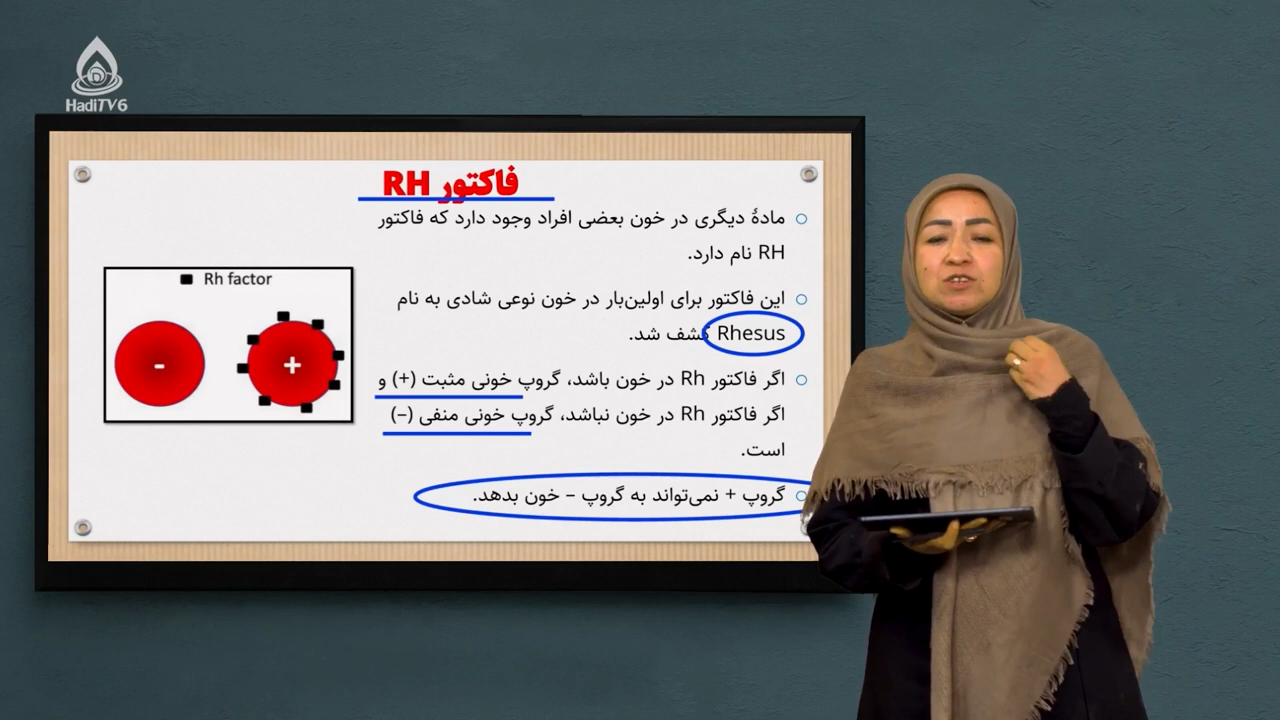 HadiTV6
فاکتور RH
مادهٔ دیگری در خون بعضی افراد وجود دارد که فاکتور
RH نام دارد.
این فاکتور برای اولین‌بار در خون نوعی شادی به نام
Rhesus کشف شد.
اگر فاکتور Rh در خون باشد، گروپ خونی مثبت (+) و
اگر فاکتور Rh در خون نباشد، گروپ خونی منفی (–)
است.
گروپ + نمی‌تواند به گروپ – خون بدهد.
Rh factor
-
+